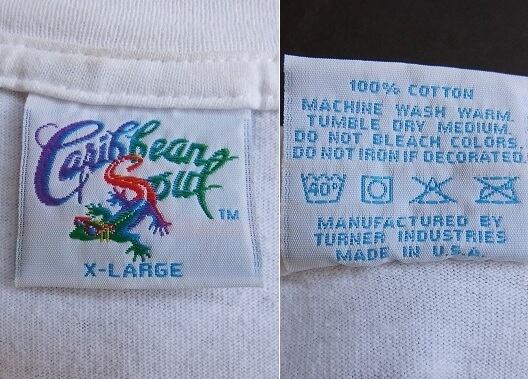 Caribbean
Soul
TM
X-LARGE
100% COTTON
MACHINE WASH WARM.
TUMBLE DRY MEDIUM.
DO NOT BLEACH COLORS.
DO NOT IRON IF DECORATED.
40°
MANUFACTURED BY
TURNER INDUSTRIES
MADE IN U.S.A.